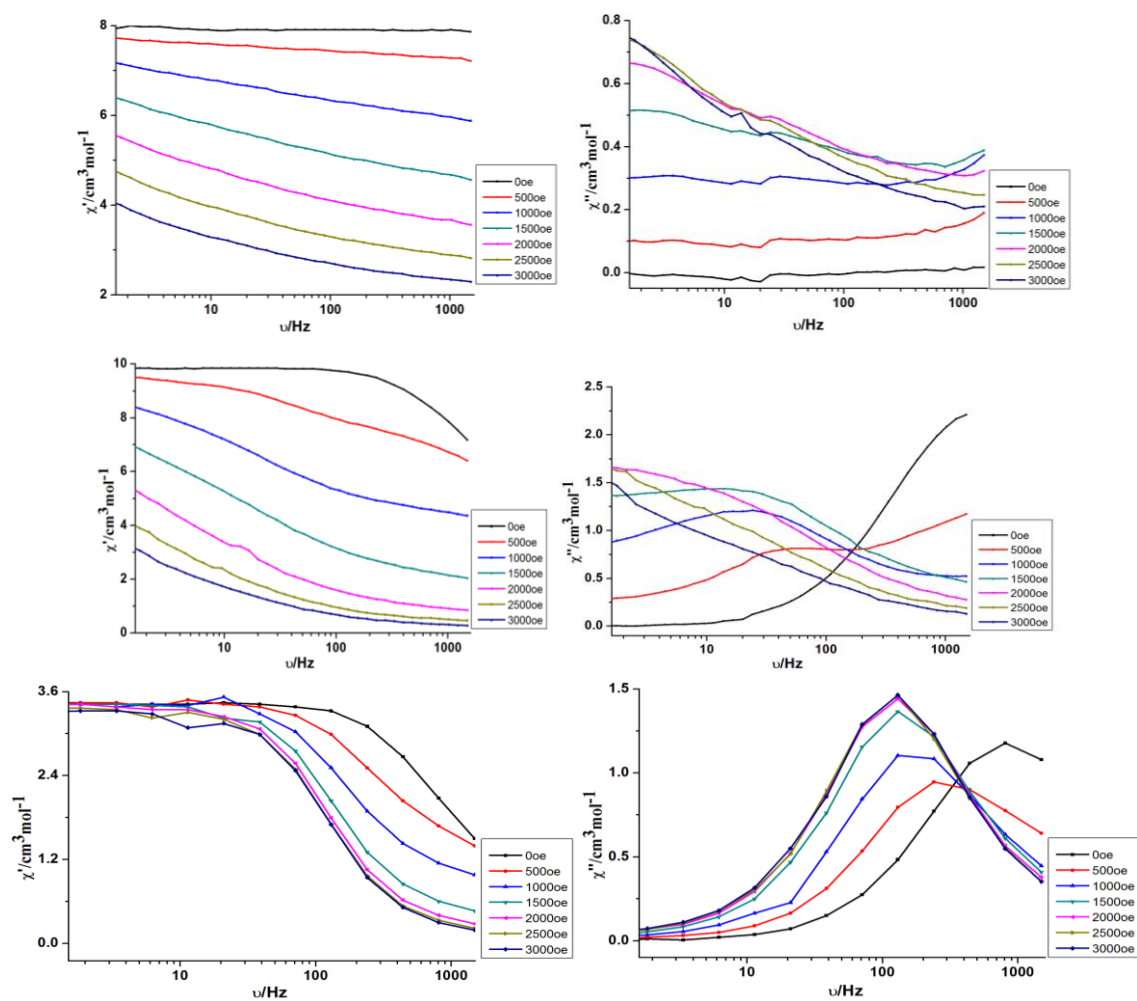 χ'/cm³mol⁻¹
8
6
4
2
10
100
1000
υ/Hz
0oe
500oe
1000oe
1500oe
2000oe
2500oe
3000oe
χ''/cm³mol⁻¹
0.8
0.6
0.4
0.2
0.0
10
100
1000
υ/Hz
0oe
500oe
1000oe
1500oe
2000oe
2500oe
3000oe
χ'/cm³mol⁻¹
10
8
6
4
2
0
10
100
1000
υ/Hz
0oe
500oe
1000oe
1500oe
2000oe
2500oe
3000oe
χ''/cm³mol⁻¹
2.5
2.0
1.5
1.0
0.5
0.0
10
100
1000
υ/Hz
0oe
500oe
1000oe
1500oe
2000oe
2500oe
3000oe
χ'/cm³mol⁻¹
3.6
2.4
1.2
0.0
10
100
1000
υ/Hz
0oe
500oe
1000oe
1500oe
2000oe
2500oe
3000oe
χ''/cm³mol⁻¹
1.5
1.0
0.5
0.0
10
100
1000
υ/Hz
0oe
500oe
1000oe
1500oe
2000oe
2500oe
3000oe